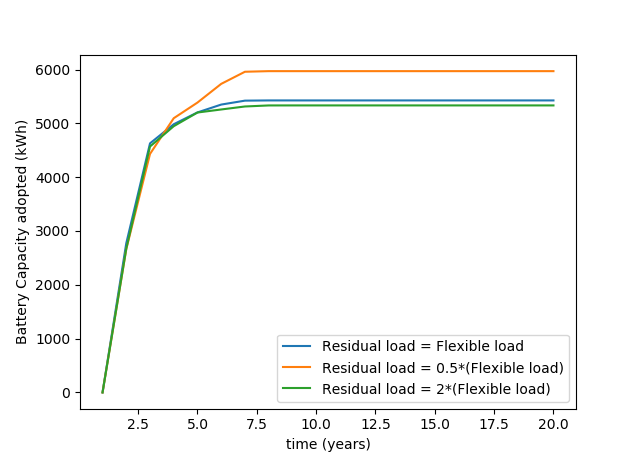 6000
5000
4000
3000
2000
1000
0
Battery Capacity adopted (kWh)
Residual load = Flexible load
Residual load = 0.5*(Flexible load)
Residual load = 2*(Flexible load)
2.5 5.0 7.5 10.0 12.5 15.0 17.5 20.0
time (years)